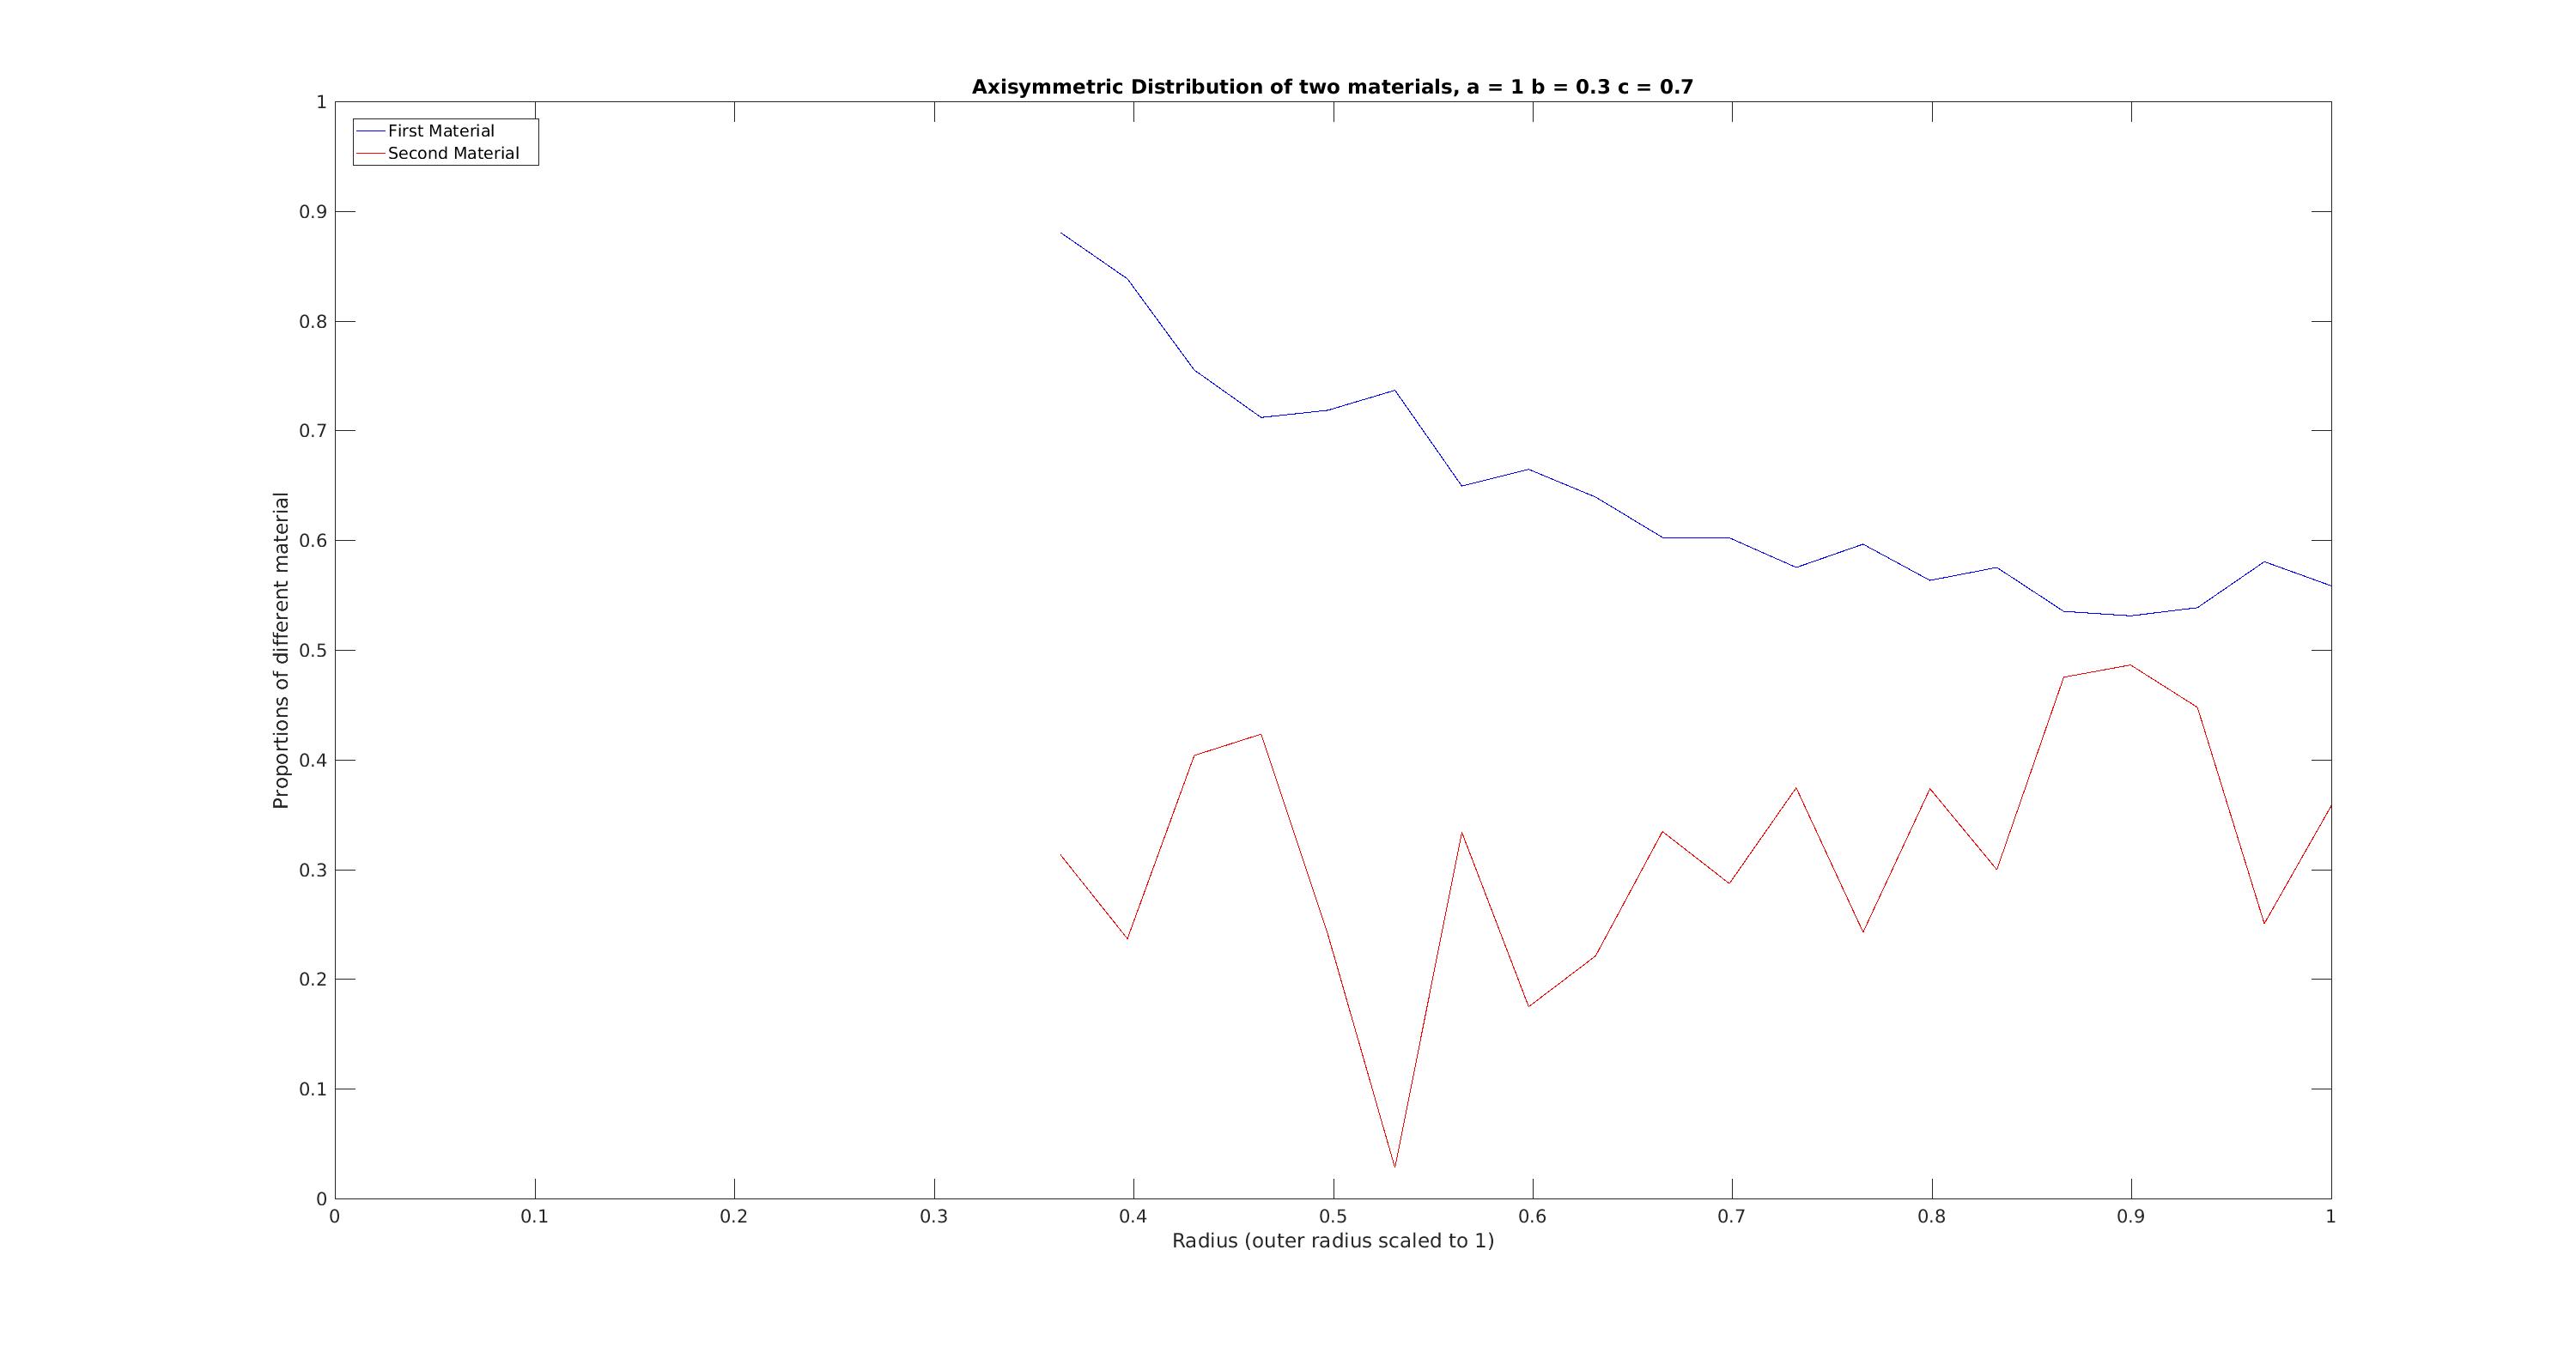 Axisymmetric Distribution of two materials, a = 1 b = 0.3 c = 0.7
First Material
Second Material
1
0.9
0.8
0.7
0.6
0.5
0.4
0.3
0.2
0.1
0
Proportions of different material
0 0.1 0.2 0.3 0.4 0.5 0.6 0.7 0.8 0.9 1
Radius (outer radius scaled to 1)